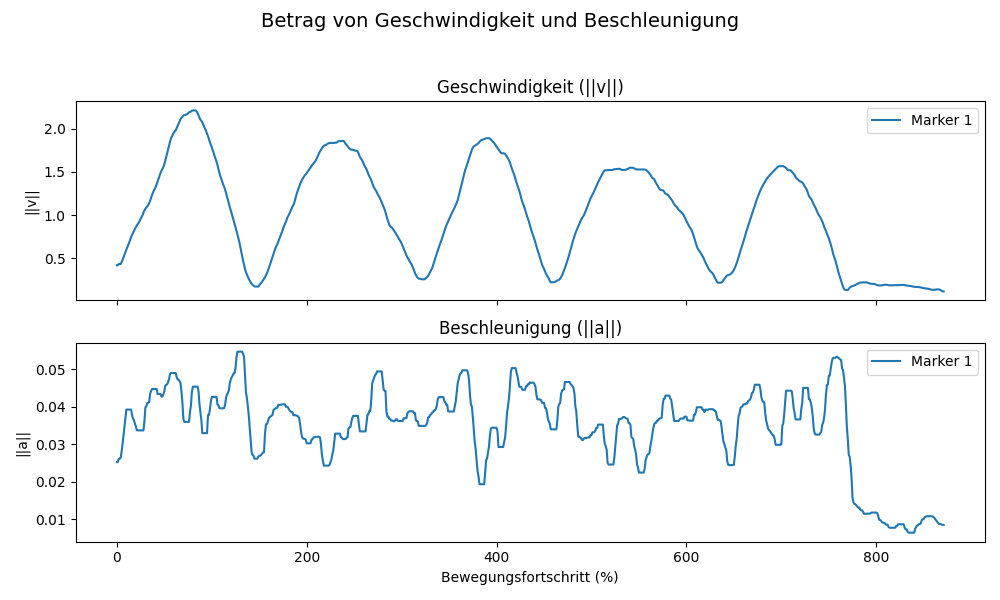 Betrag von Geschwindigkeit und Beschleunigung
Geschwindigkeit (||v||)
Marker 1
||v||
2.0
1.5
1.0
0.5
Beschleunigung (||a||)
Marker 1
||a||
0.05
0.04
0.03
0.02
0.01
0 200 400 600 800
Bewegungsfortschritt (%)